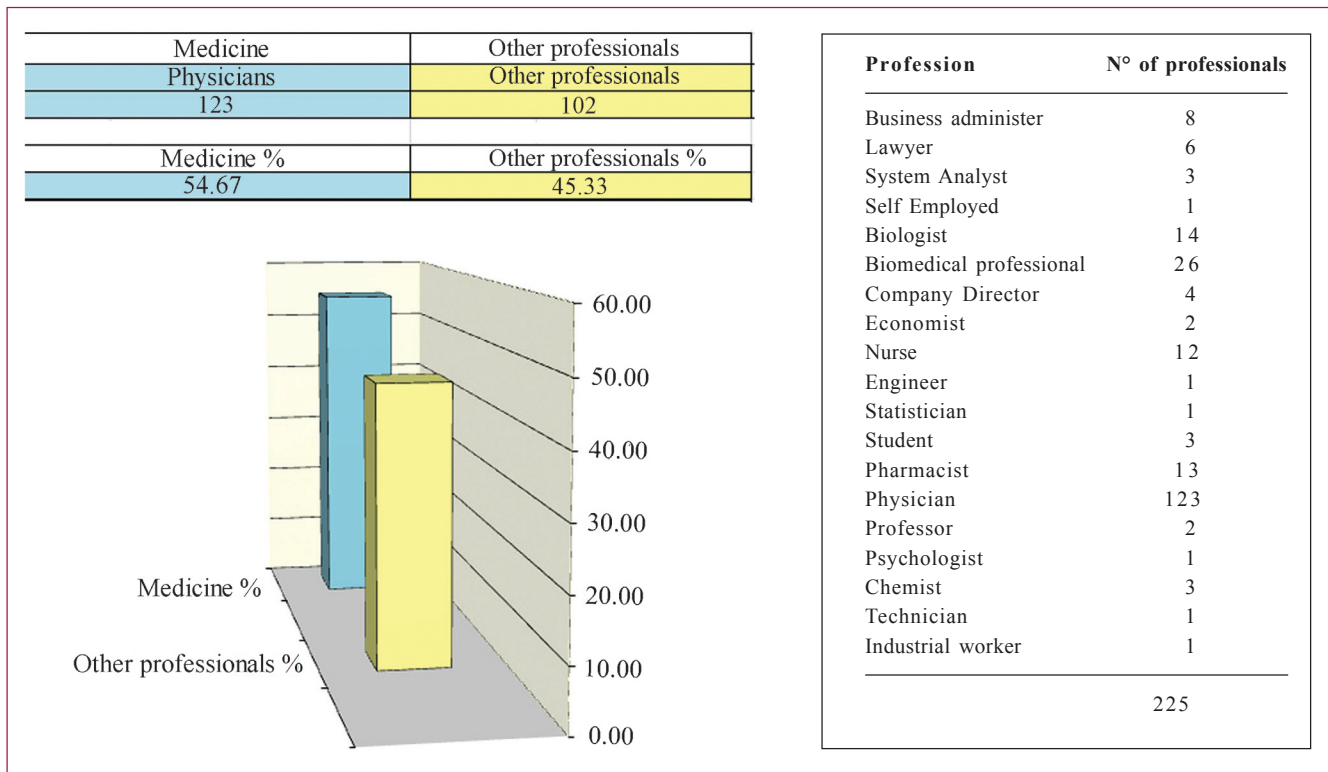 Medicine Other professionals
Physicians Other professionals
123 102
Medicine % Other professionals %
54.67 45.33
60.00
50.00
40.00
30.00
20.00
10.00
0.00
Medicine %
Other professionals %
Profession N° of professionals
Business administer 8
Lawyer 6
System Analyst 3
Self Employed 1
Biologist 14
Biomedical professional 26
Company Director 4
Economist 2
Nurse 12
Engineer 1
Statistician 1
Student 3
Pharmacist 13
Physician 123
Professor 2
Psychologist 1
Chemist 3
Technician 1
Industrial worker 1
225